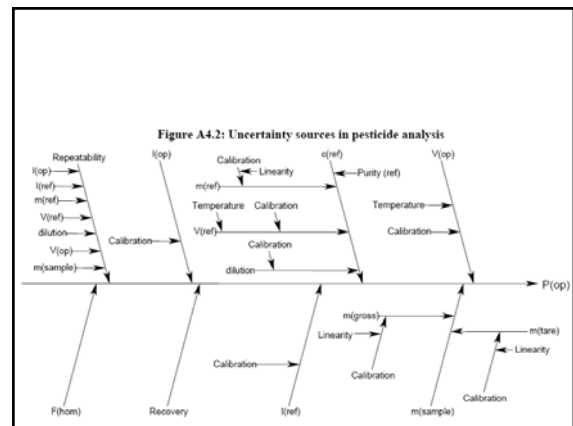 Figure A4.2: Uncertainty sources in pesticide analysis
Repeatability
I(op)
I(ref)
m(ref)
V(ref)
dilution
V(op)
m(sample)
I(op)
Calibration
c(ref)
Purity (ref)
Calibration
Linearity
m(ref)
Temperature
Calibration
V(ref)
Calibration
dilution
V(op)
Temperature
Calibration
P(op)
F(hom)
Recovery
Calibration
I(ref)
m(gross)
Linearity
Calibration
m(tare)
Linearity
Calibration
m(sample)